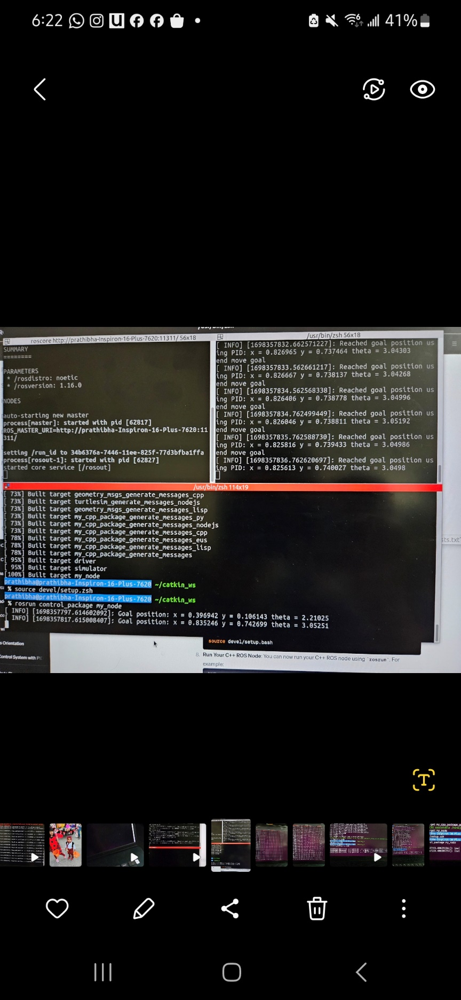 6:22
41%
roscore http://prathibha-Inspiron-16-Plus-7620:11311/ 56x18
SUMMARY
========
PARAMETERS
* /rosdistro: noetic
* /rosversion: 1.16.0
NODES
auto-starting new master
process[master]: started with pid [62817]
ROS_MASTER_URI=http://prathibha-Inspiron-16-Plus-7620:11
311/
setting /run_id to 34b6376a-7446-11ee-825f-77d3bfba1ffa
process[rosout-1]: started with pid [62827]
started core service [/rosout]
/usr/bin/zsh 56x18
[ INFO] [1698357832.662571227]: Reached goal position us
ing PID: x = 0.826965 y = 0.737464 theta = 3.04303
end move goal
[ INFO] [1698357833.562661217]: Reached goal position us
ing PID: x = 0.826667 y = 0.738137 theta = 3.04268
end move goal
[ INFO] [1698357834.562568338]: Reached goal position us
ing PID: x = 0.826406 y = 0.738778 theta = 3.04996
end move goal
[ INFO] [1698357834.762499449]: Reached goal position us
ing PID: x = 0.826046 y = 0.738811 theta = 3.05192
end move goal
[ INFO] [1698357835.762588730]: Reached goal position us
ing PID: x = 0.825816 y = 0.739433 theta = 3.04986
end move goal
[ INFO] [1698357836.762620697]: Reached goal position us
ing PID: x = 0.825613 y = 0.740027 theta = 3.0498
/usr/bin/zsh 114x19
[ 73%] Built target geometry_msgs_generate_messages_cpp
[ 73%] Built target turtlesim_generate_messages_nodejs
[ 73%] Built target geometry_msgs_generate_messages_lisp
[ 73%] Built target my_cpp_package_generate_messages_py
[ 73%] Built target my_cpp_package_generate_messages_nodejs
[ 73%] Built target my_cpp_package_generate_messages_cpp
[ 78%] Built target my_cpp_package_generate_messages_eus
[ 78%] Built target my_cpp_package_generate_messages_lisp
[ 78%] Built target my_cpp_package_generate_messages
[ 95%] Built target driver
[ 95%] Built target simulator
[100%] Built target my_node
prathibha@prathibha-Inspiron-16-Plus-7620 ~/catkin_ws
% source devel/setup.zsh
prathibha@prathibha-Inspiron-16-Plus-7620 ~/catkin_ws
% rosrun control_package my_node
[ INFO] [1698357797.614602092]: Goal position: x = 0.396942 y = 0.106143 theta = 2.21025
[ INFO] [1698357817.615008407]: Goal position: x = 0.835246 y = 0.742699 theta = 3.05251
sts.txt
s Orientation
source devel/setup.bash
Control System with
8. Run Your C++ ROS Node: You can now run your C++ ROS node using `rosrun`. For
example:
T